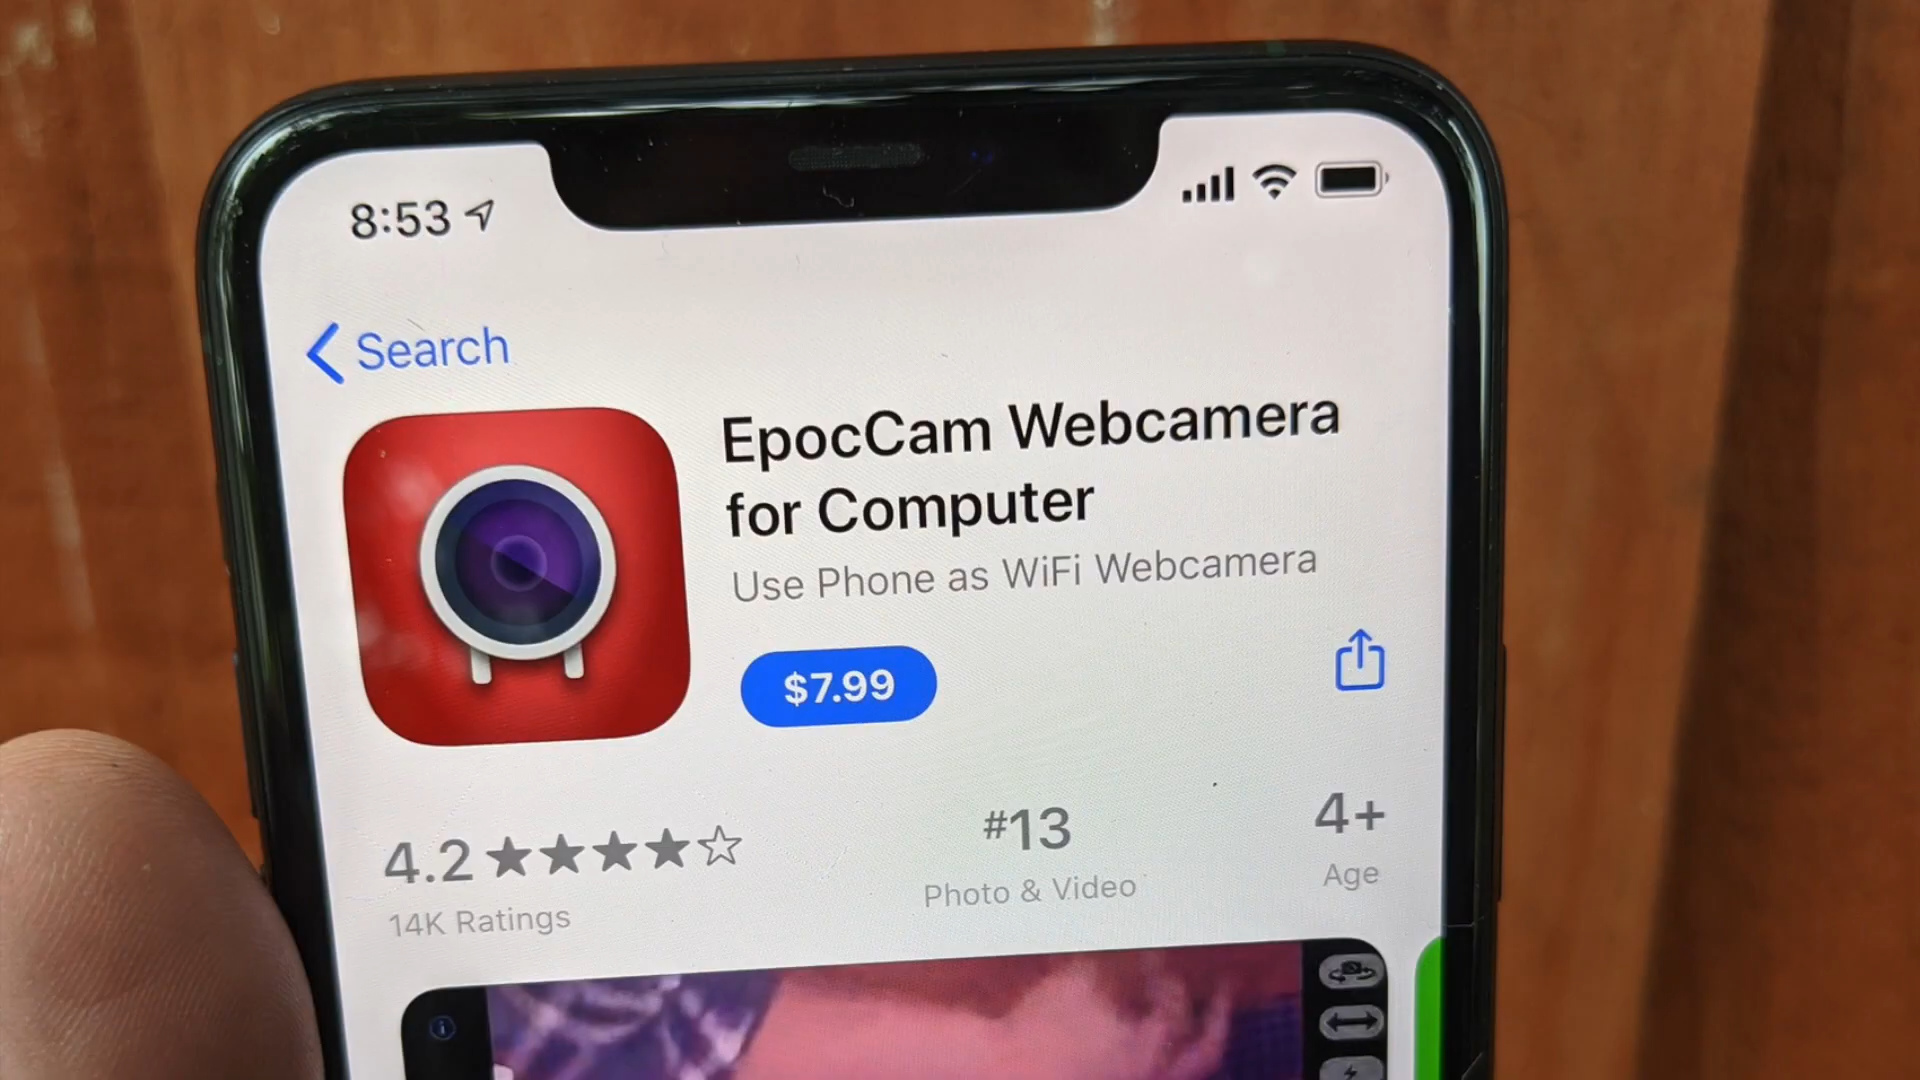 8:53
Search
EpocCam Webcamera
for Computer
Use Phone as WiFi Webcamera
$7.99
4.2
#13
4+
14K Ratings
Photo & Video
Age